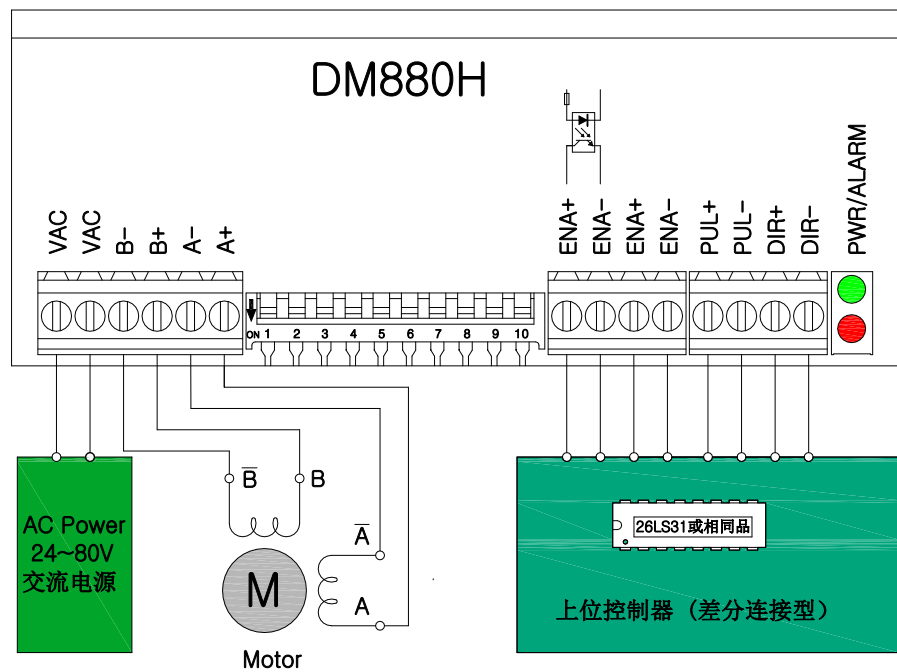 DM880H
VAC VAC B- B+ A- A+
ENA+ ENA- ENA+ ENA- PUL+ PUL- DIR+ DIR- PWR/ALARM
ON 1 2 3 4 5 6 7 8 9 10
B̅ B
A̅
A
AC Power
24~80V
交流电源
M
Motor
26LS31或相同品
上位控制器 (差分连接型)